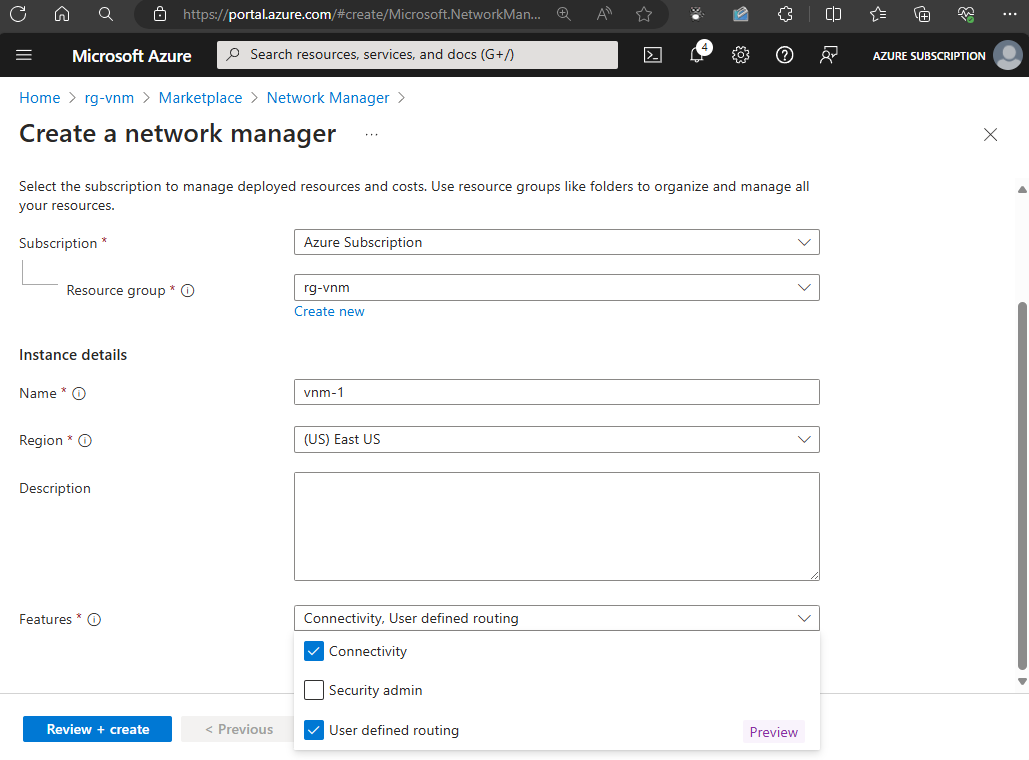 https://portal.azure.com/#create/Microsoft.NetworkMan...
Microsoft Azure
Search resources, services, and docs (G+/)
4
AZURE SUBSCRIPTION
Home > rg-vnm > Marketplace > Network Manager >
Create a network manager ...
Select the subscription to manage deployed resources and costs. Use resource groups like folders to organize and manage all
your resources.
Subscription * Azure Subscription
Resource group * rg-vnm
Create new
Instance details
Name * vnm-1
Region * (US) East US
Description
Features * Connectivity, User defined routing
Connectivity
Security admin
User defined routing Preview
Review + create < Previous